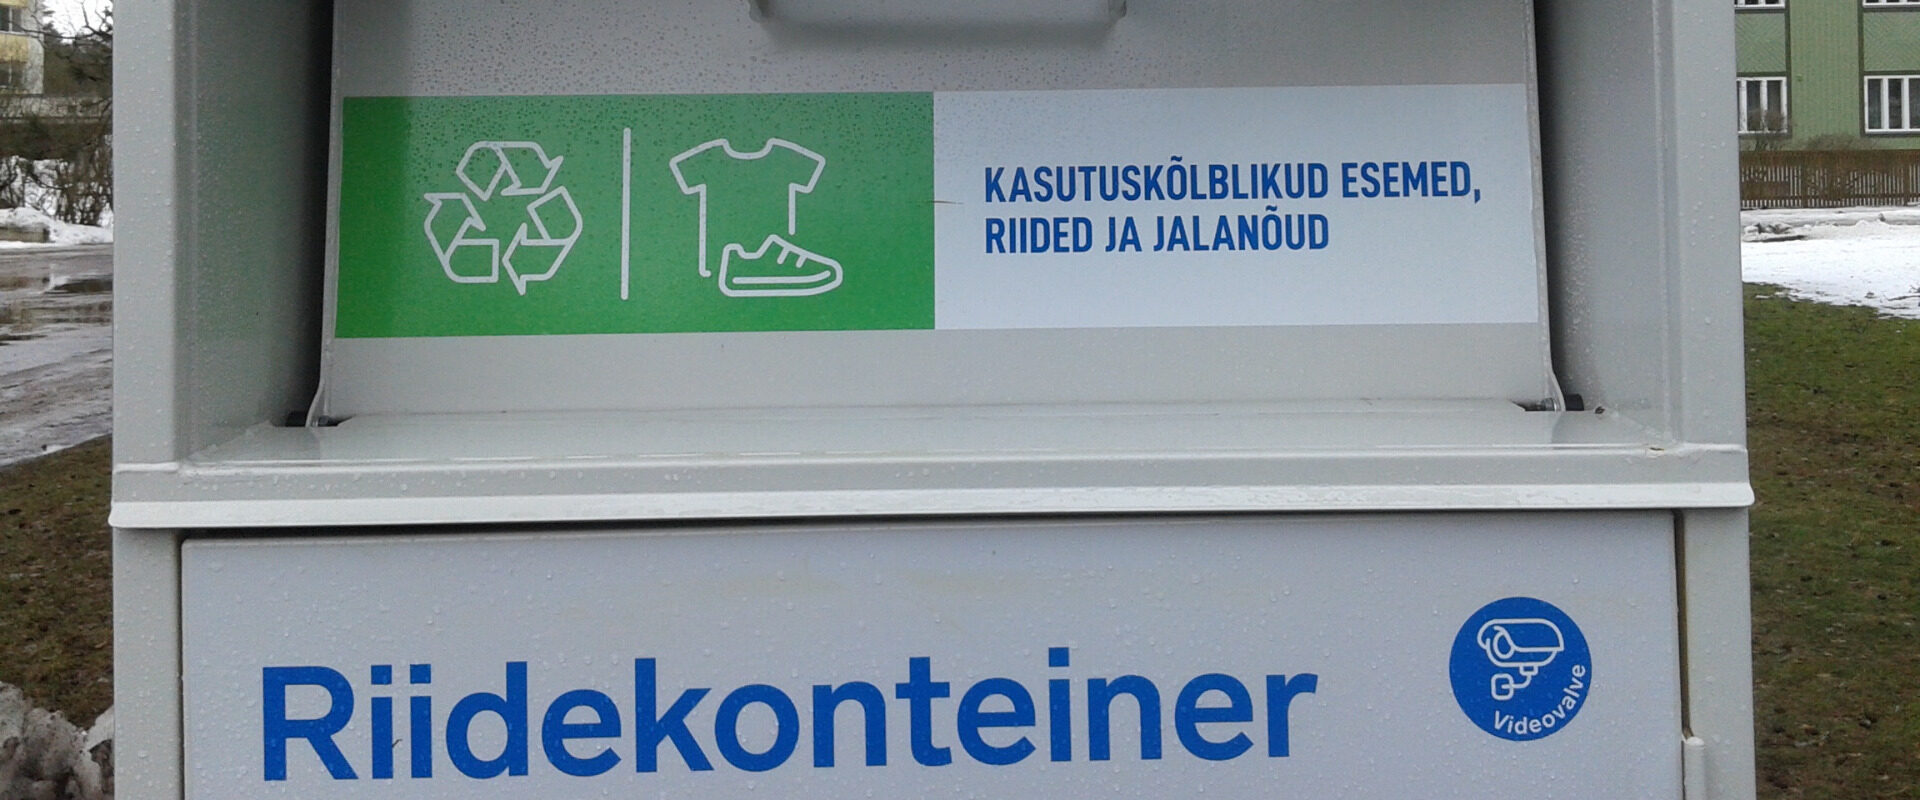 KASUTUSKÕLBLIKUD ESEMED,
RIIDED JA JALANÕUD
Riidekonteiner
Videovalve